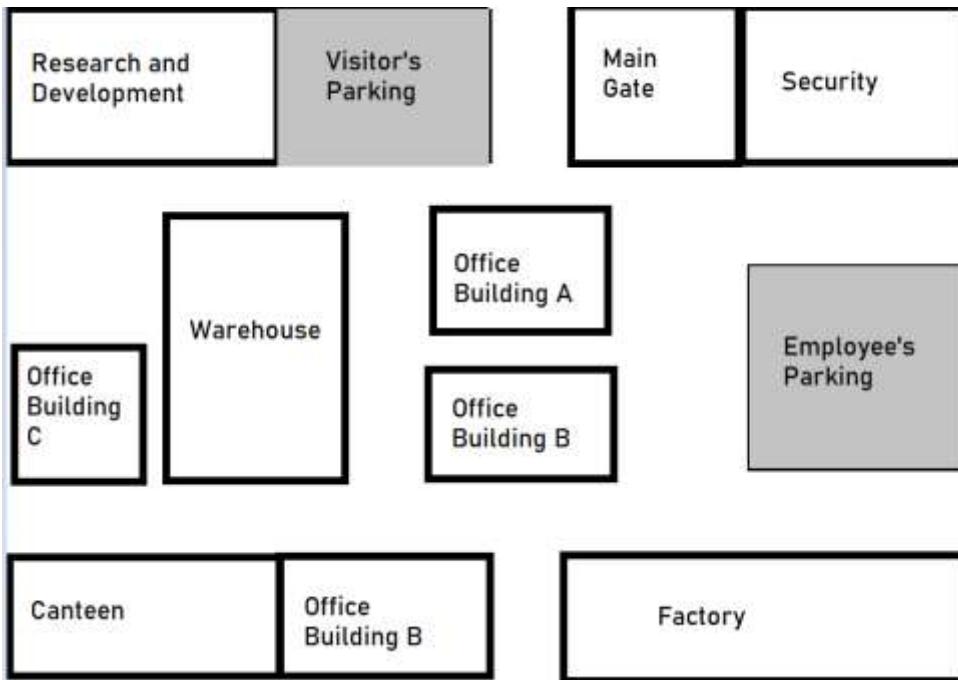 Research and
Development
Visitor's
Parking
Main
Gate
Security
Office
Building A
Warehouse
Employee's
Parking
Office
Building
C
Office
Building B
Canteen
Office
Building B
Factory